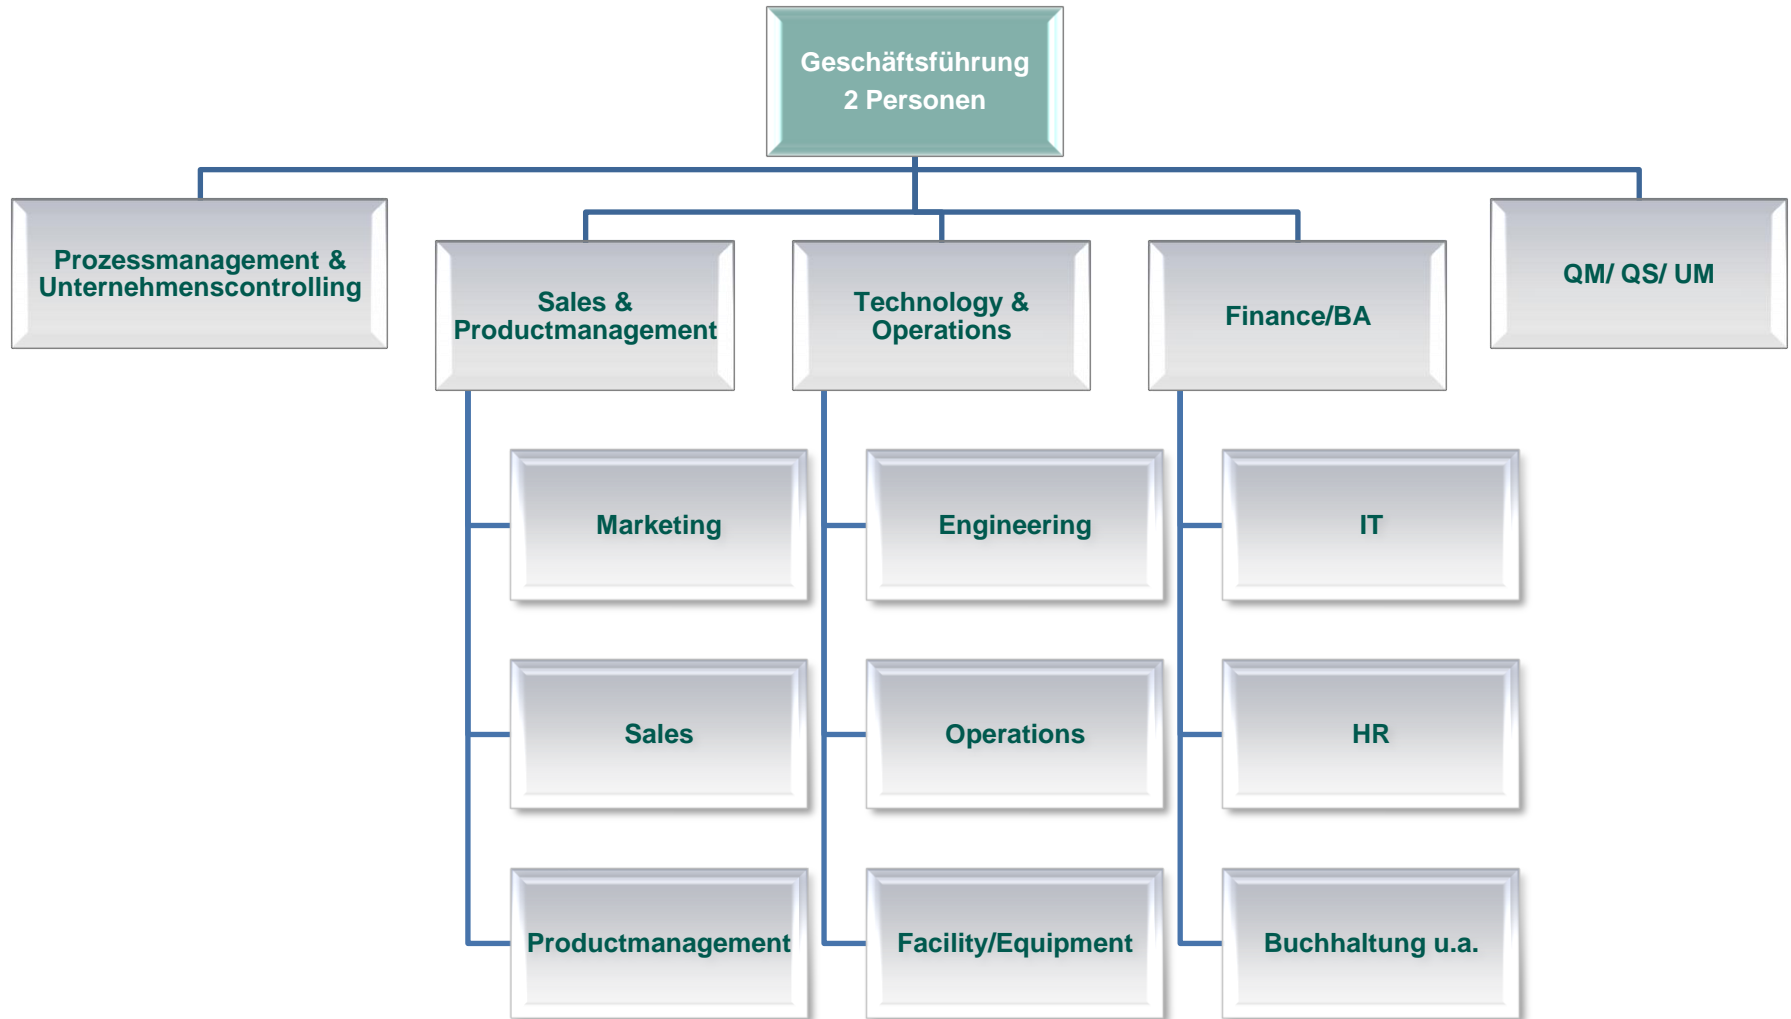 Geschäftsführung
2 Personen
Prozessmanagement &
Unternehmenscontrolling
Sales &
Productmanagement
Technology &
Operations
Finance/BA
QM/ QS/ UM
Marketing
Engineering
IT
Sales
Operations
HR
Productmanagement
Facility/Equipment
Buchhaltung u.a.